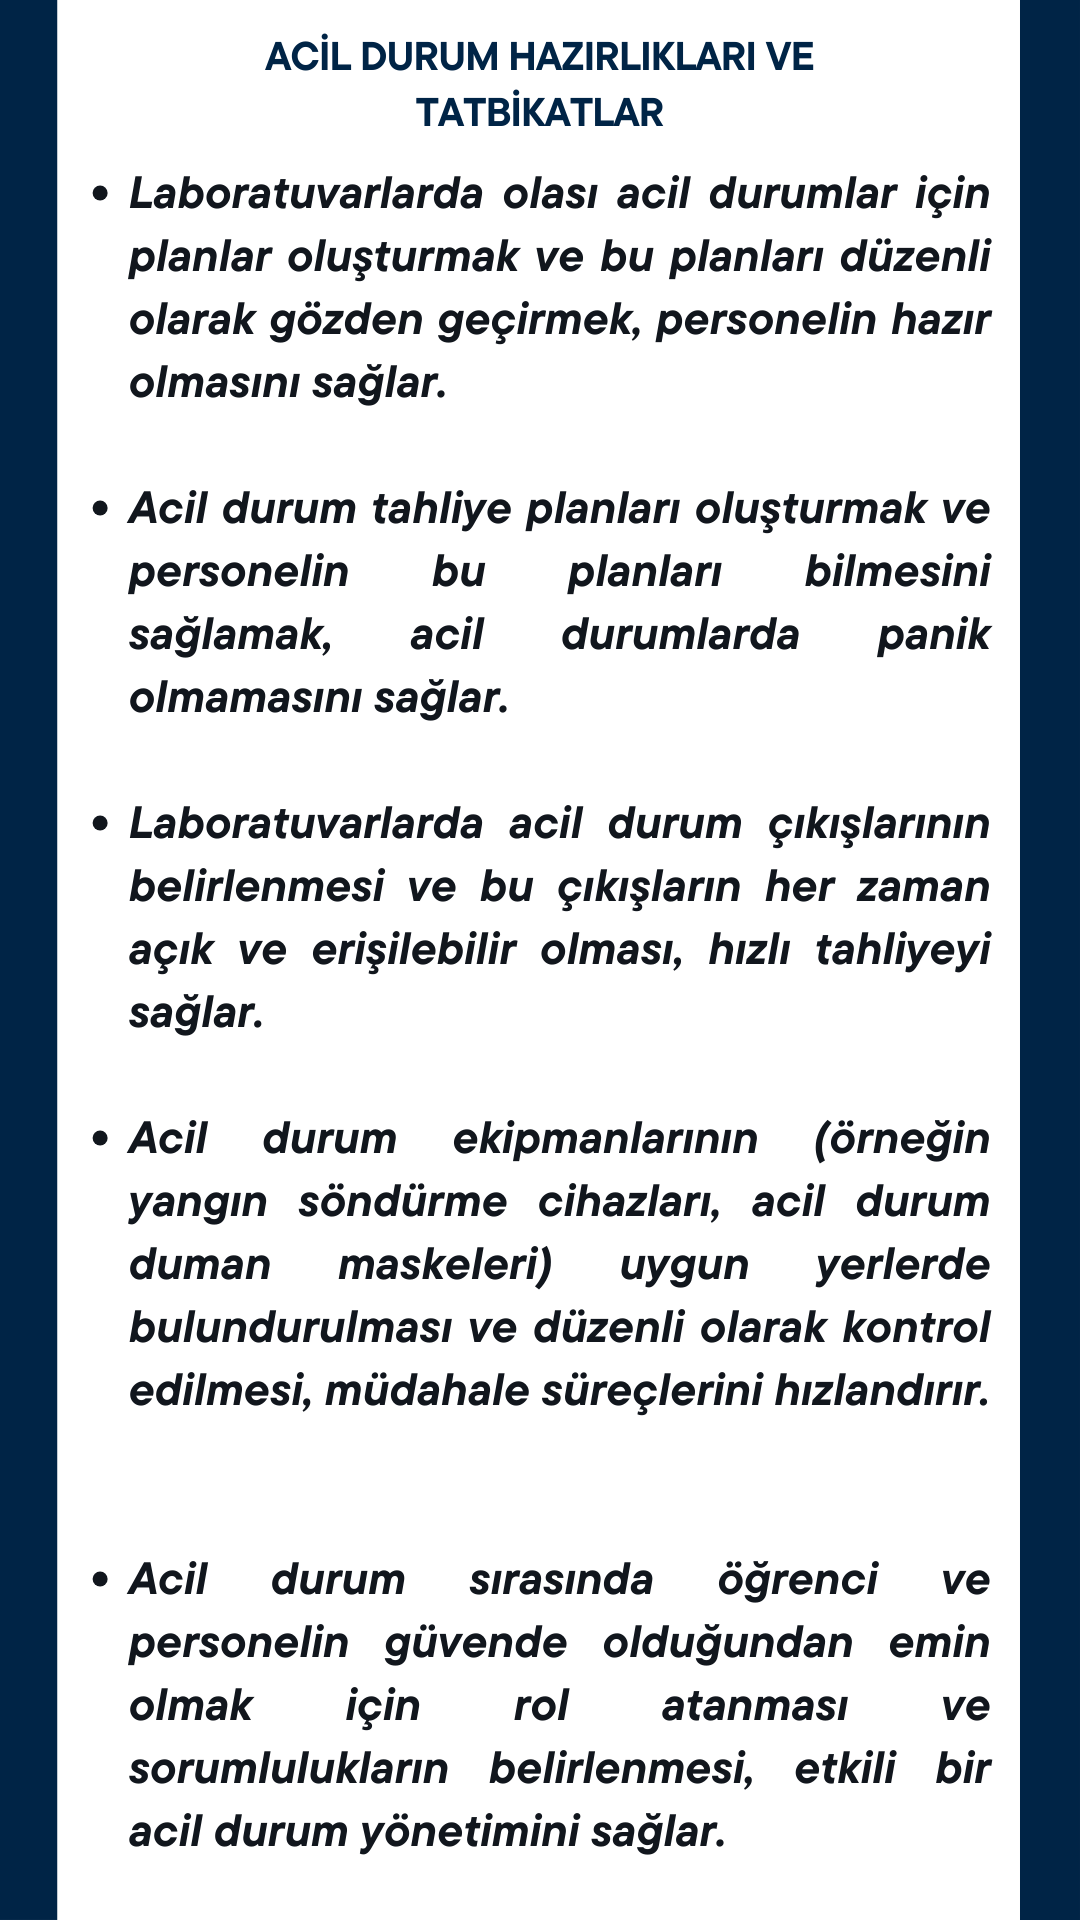 ACİL DURUM HAZIRLIKLARI VE
TATBİKATLAR
• Laboratuvarlarda olası acil durumlar için
planlar oluşturmak ve bu planları düzenli
olarak gözden geçirmek, personelin hazır
olmasını sağlar.
• Acil durum tahliye planları oluşturmak ve
personelin bu planları bilmesini
sağlamak, acil durumlarda panik
olmamasını sağlar.
• Laboratuvarlarda acil durum çıkışlarının
belirlenmesi ve bu çıkışların her zaman
açık ve erişilebilir olması, hızlı tahliyeyi
sağlar.
• Acil durum ekipmanlarının (örneğin
yangın söndürme cihazları, acil durum
duman maskeleri) uygun yerlerde
bulundurulması ve düzenli olarak kontrol
edilmesi, müdahale süreçlerini hızlandırır.
• Acil durum sırasında öğrenci ve
personelin güvende olduğundan emin
olmak için rol atanması ve
sorumlulukların belirlenmesi, etkili bir
acil durum yönetimini sağlar.